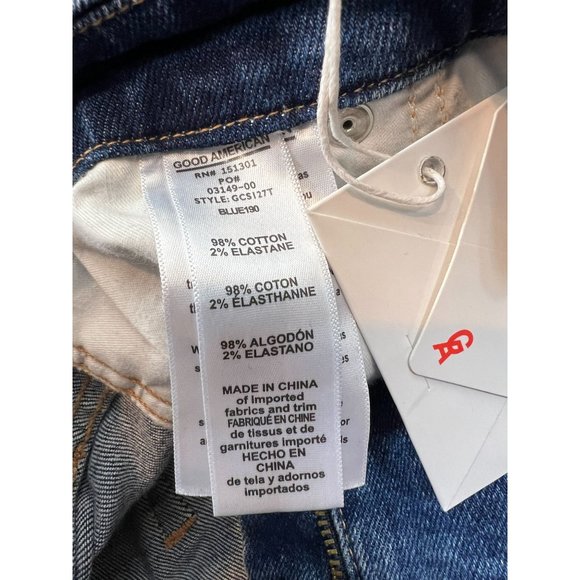 GOOD AMERICAN
RN# 151301
PO#
03149-00
STYLE: GCS127T
BLUE190
98% COTTON
2% ELASTANE
98% COTON
2% ÉLASTHANNE
98% ALGODÓN
2% ELASTANO
MADE IN CHINA
of imported
fabrics and trim
FABRIQUÉ EN CHINE
de tissus et de
garnitures importé
HECHO EN
CHINA
de tela y adornos
importados
GA